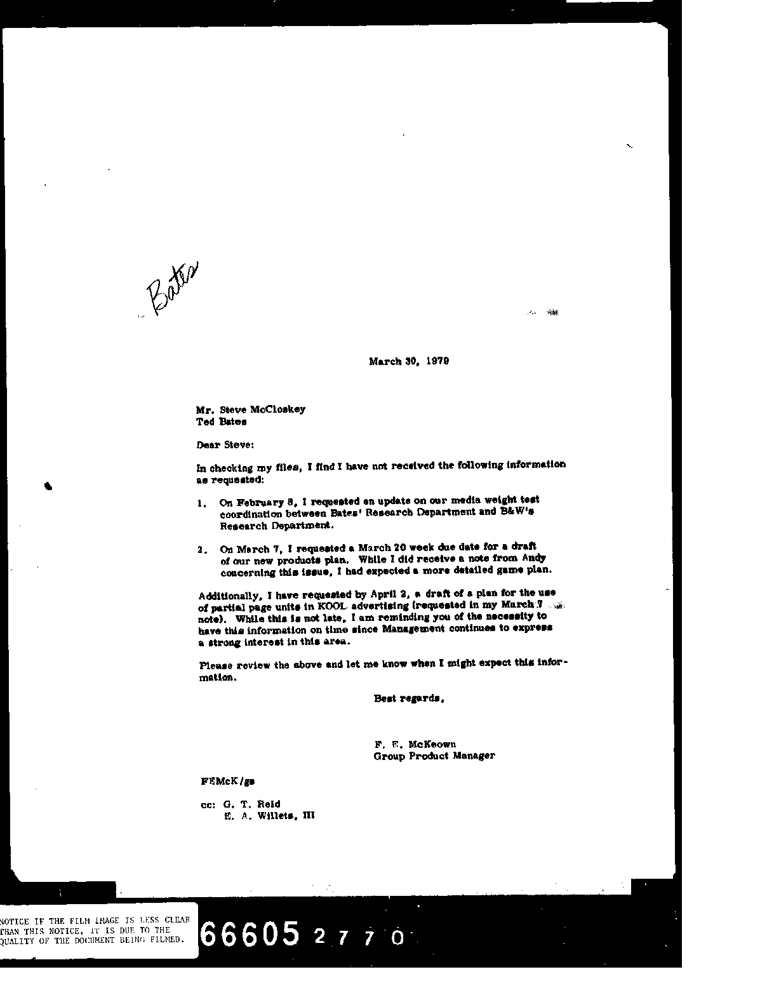 Bates
March 30, 1979
Mr. Steve McCloskey
Ted Bates
Dear Steve:
In checking my files, I find I have not received the following information
as requested:
1. On February 8, I requested an update on our media weight test
coordination between Bates' Research Department and B&W's
Research Department.
2. On March 7, I requested a March 20 week due date for a draft
of our new products plan. While I did receive a note from Andy
concerning this issue, I had expected a more detailed game plan.
Additionally, I have requested by April 2, a draft of a plan for the use
of partial page units in KOOL advertising (requested in my March 7
note). While this is not late, I am reminding you of the necessity to
have this information on time since Management continues to express
a strong interest in this area.
Please review the above and let me know when I might expect this infor-
mation.
Best regards,
F. E. McKeown
Group Product Manager
FEMcK/gs
cc: G. T. Reid
E. A. Willets, III
NOTICE IF THE FILM IMAGE IS LESS CLEAR
THAN THIS NOTICE, IT IS DUE TO THE
QUALITY OF THE DOCUMENT BEING FILMED.
66605 2770